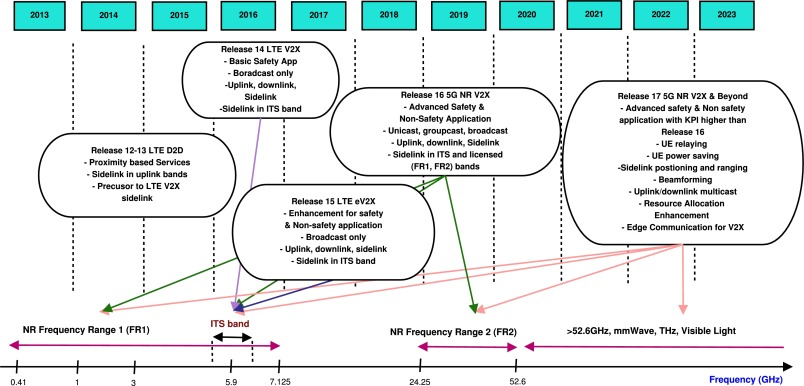 2013
2014
2015
2016
2017
2018
2019
2020
2021
2022
2023
Release 14 LTE V2X
- Basic Safety App
- Boradcast only
-Uplink, downlink,
Sidelink
-Sidelink in ITS band
Release 16 5G NR V2X
- Advanced Safety &
Non-Safety Application
- Unicast, groupcast, broadcast
- Uplink, downlink, Sidelink
- Sidelink in ITS and licensed
(FR1, FR2) bands
Release 17 5G NR V2X & Beyond
- Advanced safety & Non safety
application with KPI higher than
Release 16
- UE relaying
- UE power saving
-Sidelink postioning and ranging
- Beamforming
- Uplink/downlink multicast
- Resource Allocation
Enhancement
- Edge Communication for V2X
Release 12-13 LTE D2D
- Proximity based Services
- Sidelink in uplink bands
- Precusor to LTE V2X
sidelink
Release 15 LTE eV2X
- Enhancement for safety
& Non-safety application
- Broadcast only
- Uplink, downlink, sidelink
- Sidelink in ITS band
NR Frequency Range 1 (FR1)
ITS band
NR Frequency Range 2 (FR2)
>52.6GHz, mmWave, THz, Visible Light
0.41
1
3
5.9
7.125
24.25
52.6
Frequency (GHz)